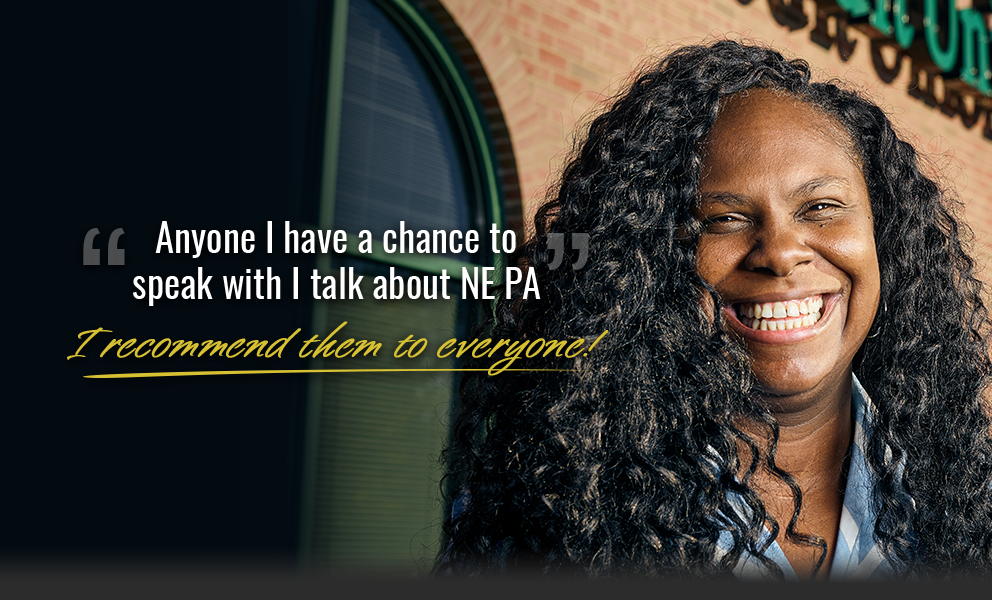 “ Anyone I have a chance to ”
speak with I talk about NE PA
I recommend them to everyone!